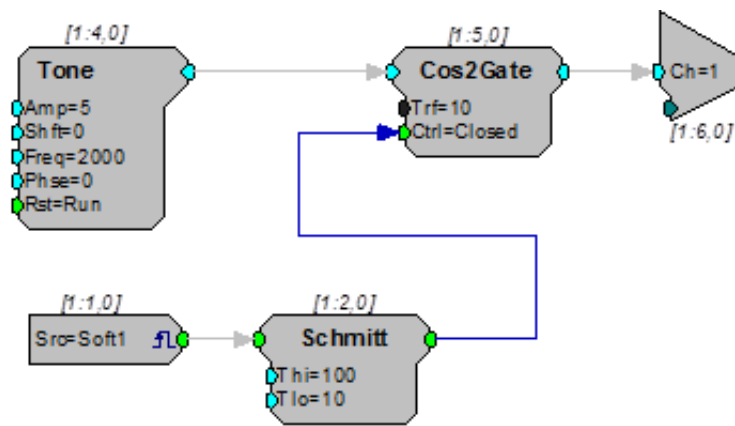 [1:4,0]
Tone
Amp=5
Shft=0
Freq=2000
Phse=0
Rst=Run
[1:5,0]
Cos2Gate
Trf=10
Ctrl=Closed
Ch=1
[1:6,0]
[1:1,0]
Src=Soft1
[1:2,0]
Schmitt
Thi=100
Tlo=10